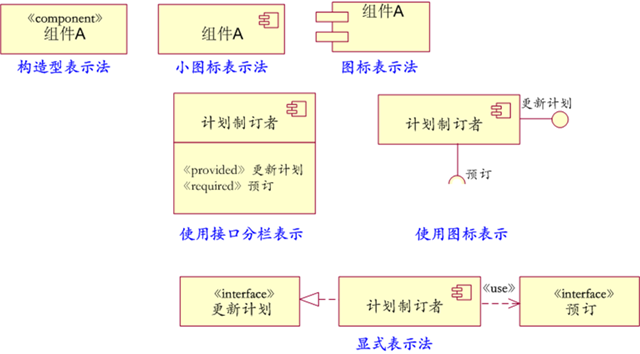 «component»
组件A
构造型表示法
组件A
小图标表示法
组件A
图标表示法
计划制订者
«provided» 更新计划
«required» 预订
使用接口分栏表示
计划制订者
更新计划
预订
使用图标表示
«interface»
更新计划
计划制订者
«use»
«interface»
预订
显式表示法